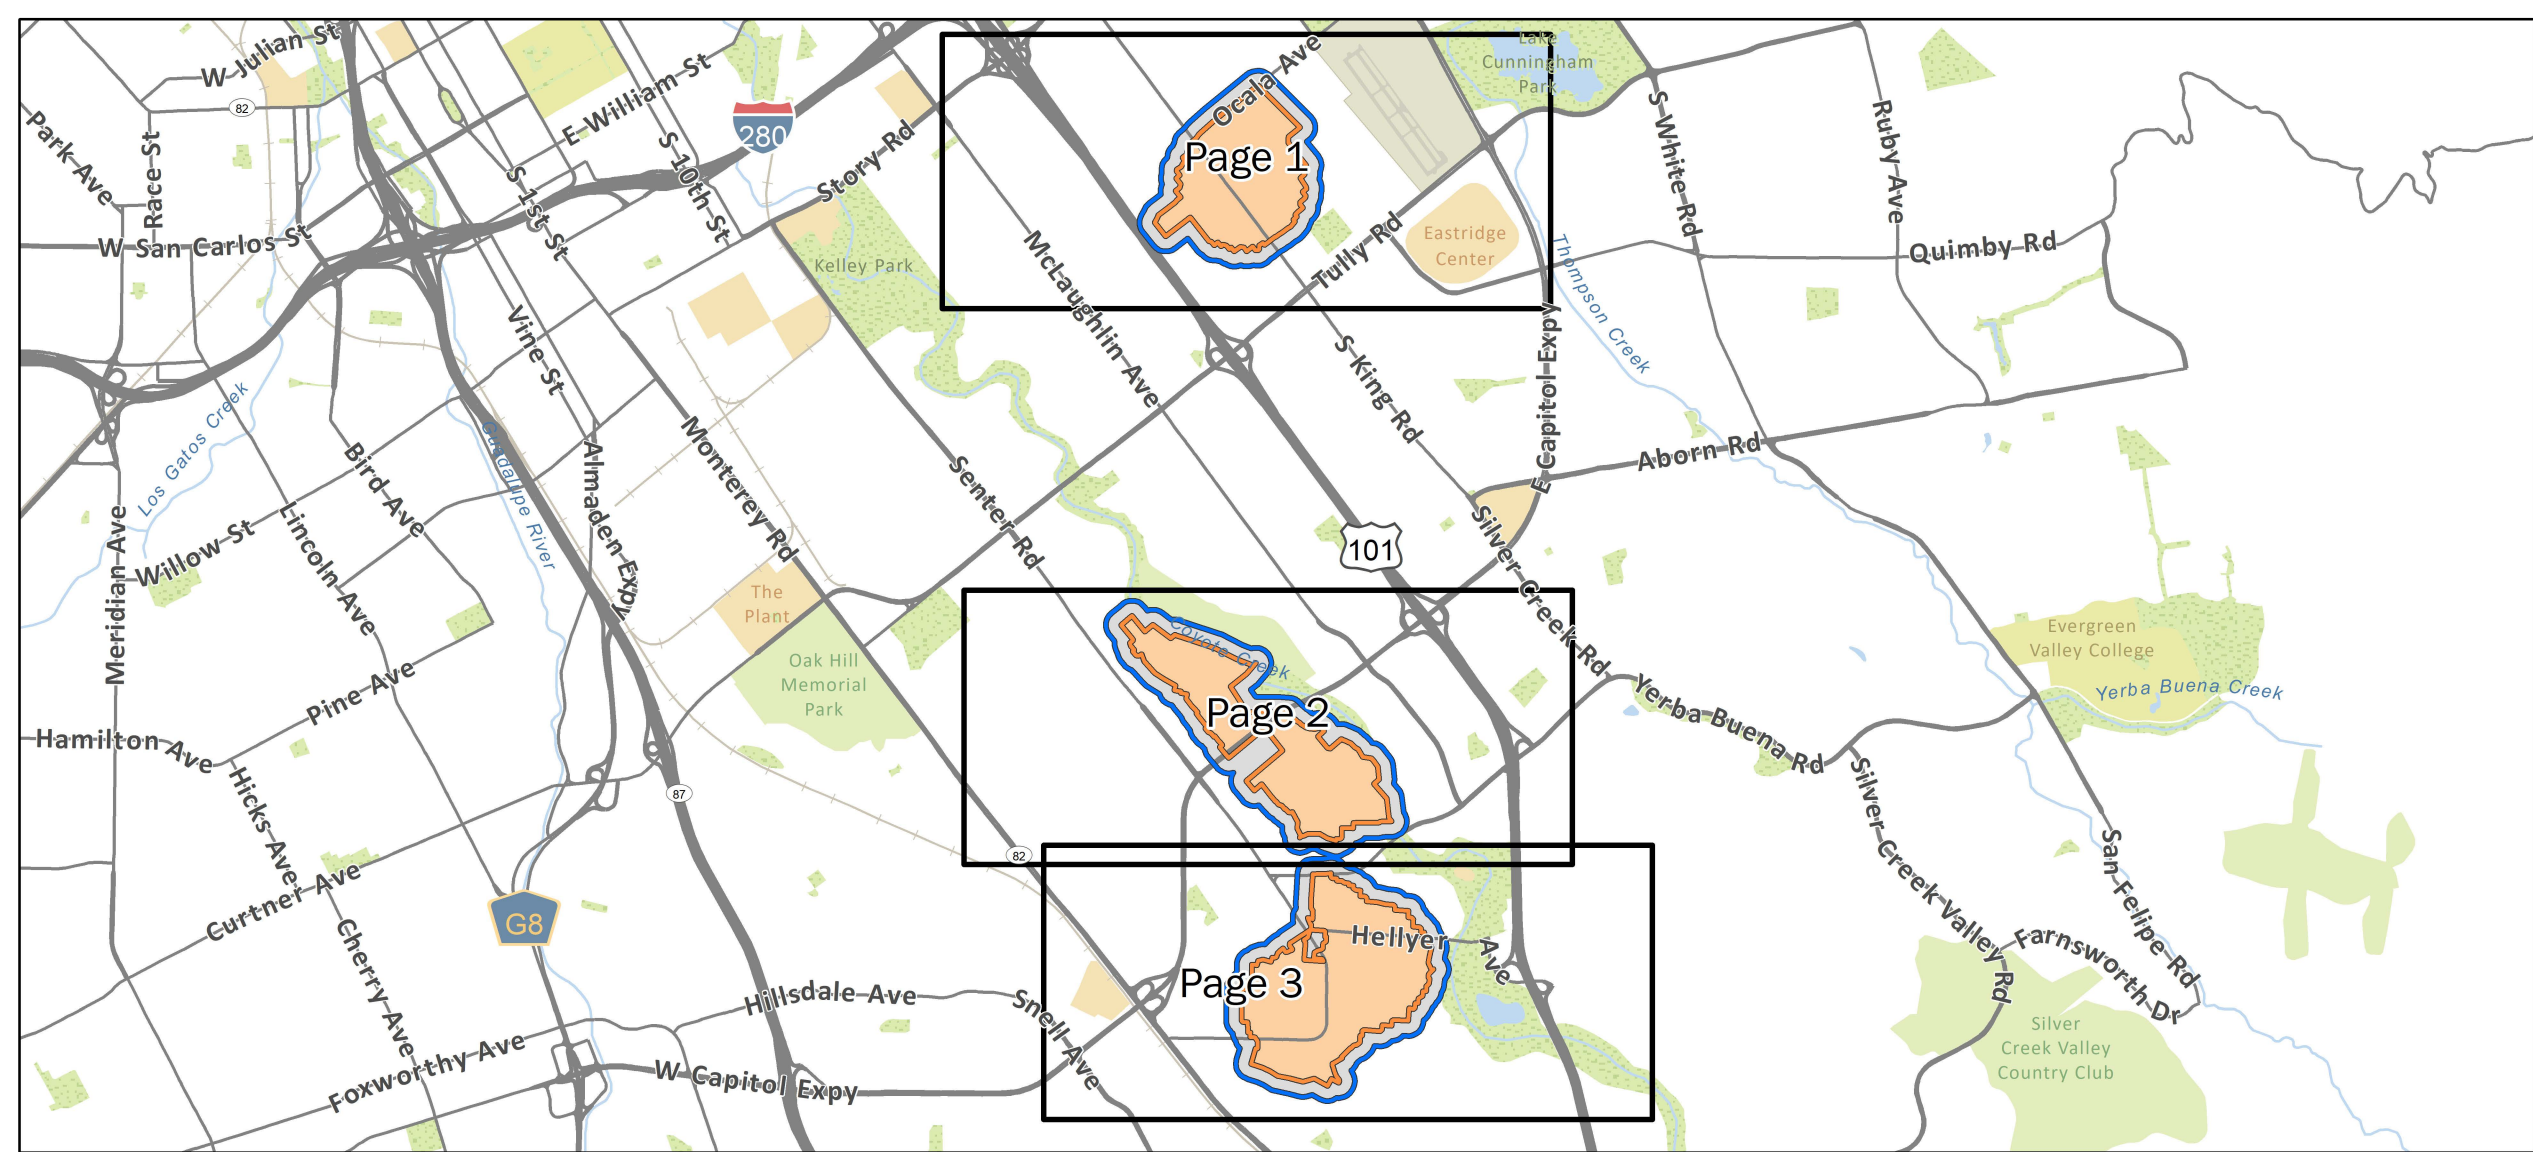 W Julian St
82
Park Ave
Race St
W San Carlos St
E William St
S 1st St
S 10th St
280
Story Rd
Kelley Park
Ocala Ave
Page 1
Lake
Cunningham
Park
Eastridge
Center
Tully Rd
Thompson Creek
S White Rd
Ruby Ave
Quimby Rd
McLaughlin Ave
S King Rd
E Capitol Expy
Aborn Rd
Vine St
Los Gatos Creek
Guadalupe River
Bird Ave
Willow St
Lincoln Ave
Meridian Ave
Almaden Expy
Monterey Rd
Senter Rd
101
Silver Creek Rd
The
Plant
Oak Hill
Memorial
Park
Coyote Creek
Page 2
Yerba Buena Rd
Evergreen
Valley College
Yerba Buena Creek
Pine Ave
Hamilton Ave
Hicks Ave
87
82
Curtner Ave
Cherry Ave
G8
Hellyer Ave
Page 3
Silver Creek Valley Rd
San Felipe Rd
Farnsworth Dr
Silver
Creek Valley
Country Club
Hillsdale Ave
Snell Ave
Foxworthy Ave
W Capitol Expy